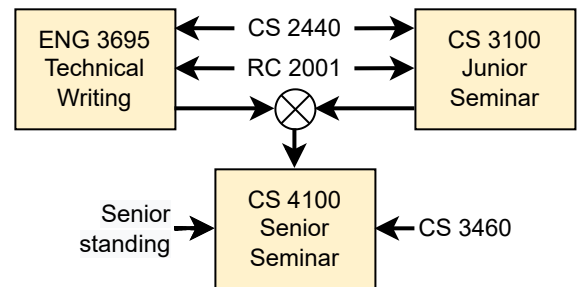 ENG 3695
Technical
Writing
CS 2440
RC 2001
CS 3100
Junior
Seminar
Senior
standing
CS 4100
Senior
Seminar
CS 3460